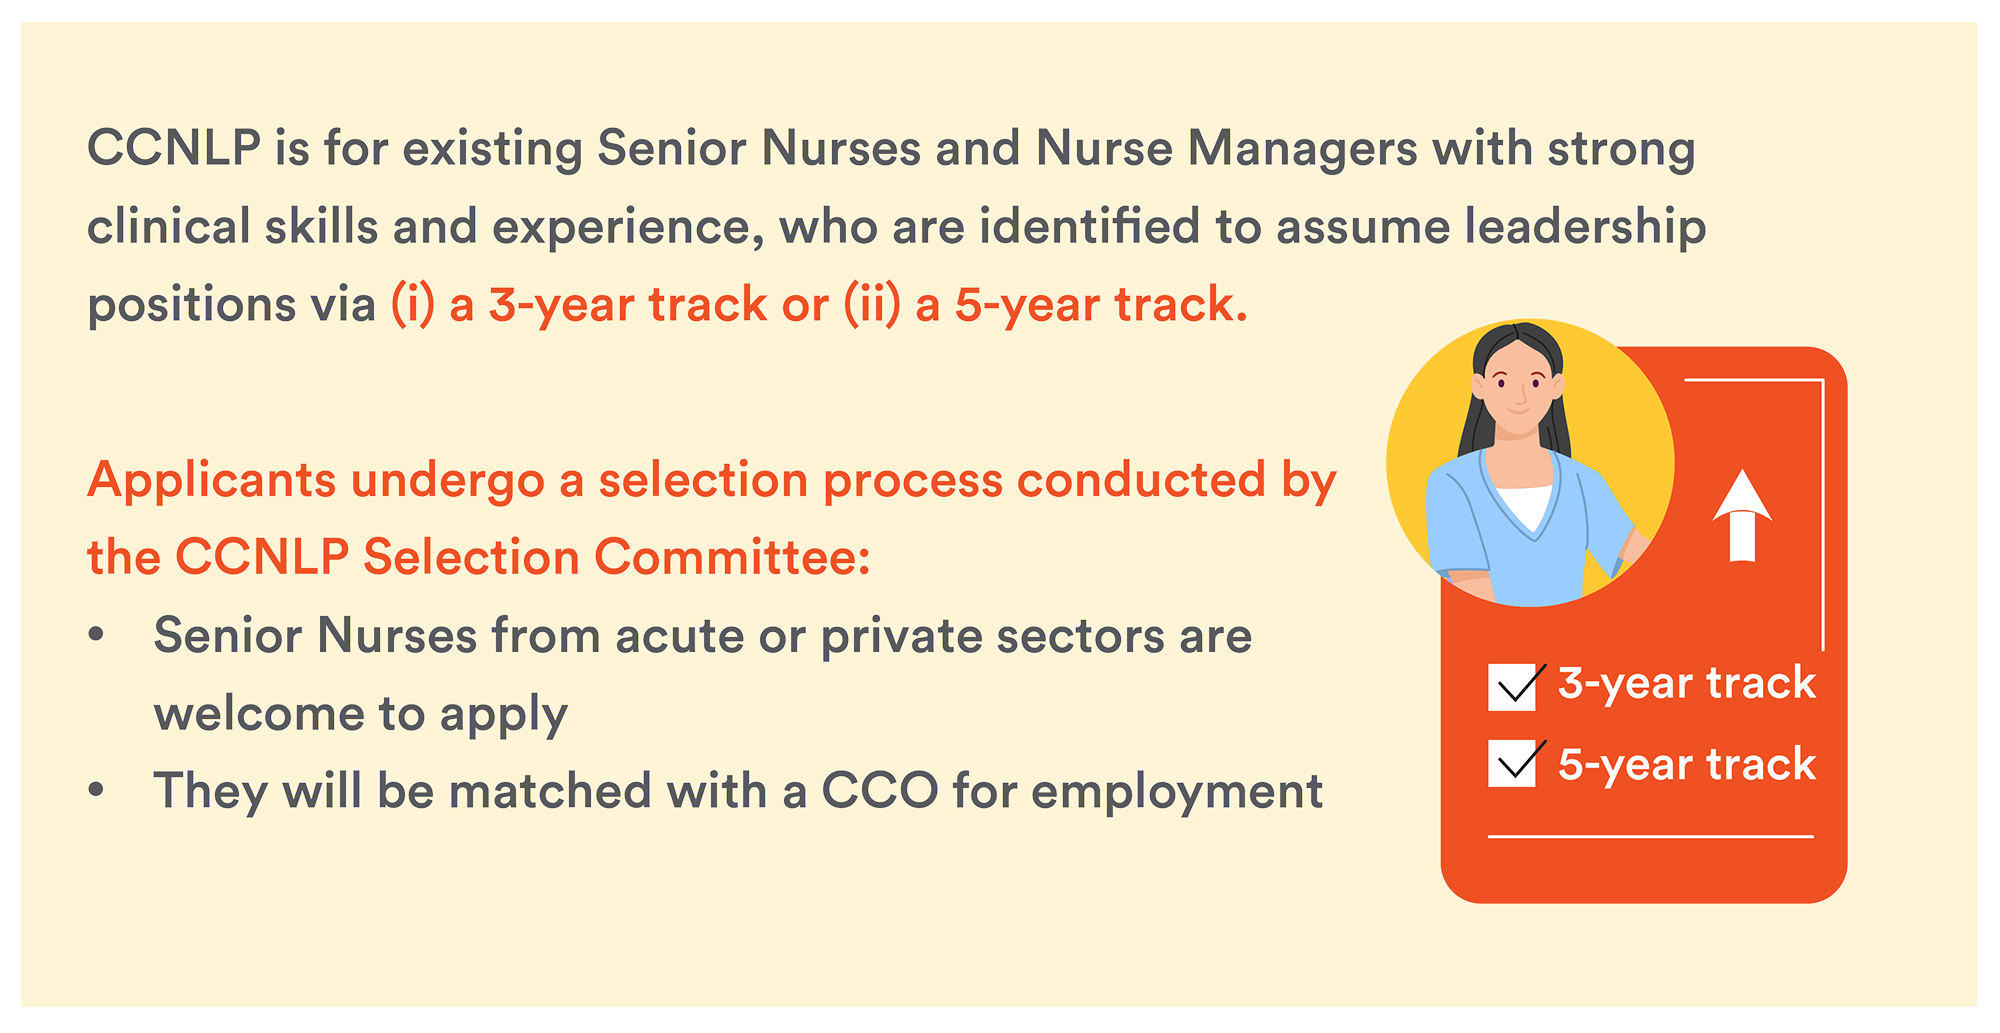 CCNLP is for existing Senior Nurses and Nurse Managers with strong
clinical skills and experience, who are identified to assume leadership
positions via (i) a 3-year track or (ii) a 5-year track.
Applicants undergo a selection process conducted by
the CCNLP Selection Committee:
• Senior Nurses from acute or private sectors are
welcome to apply
• They will be matched with a CCO for employment
3-year track
5-year track